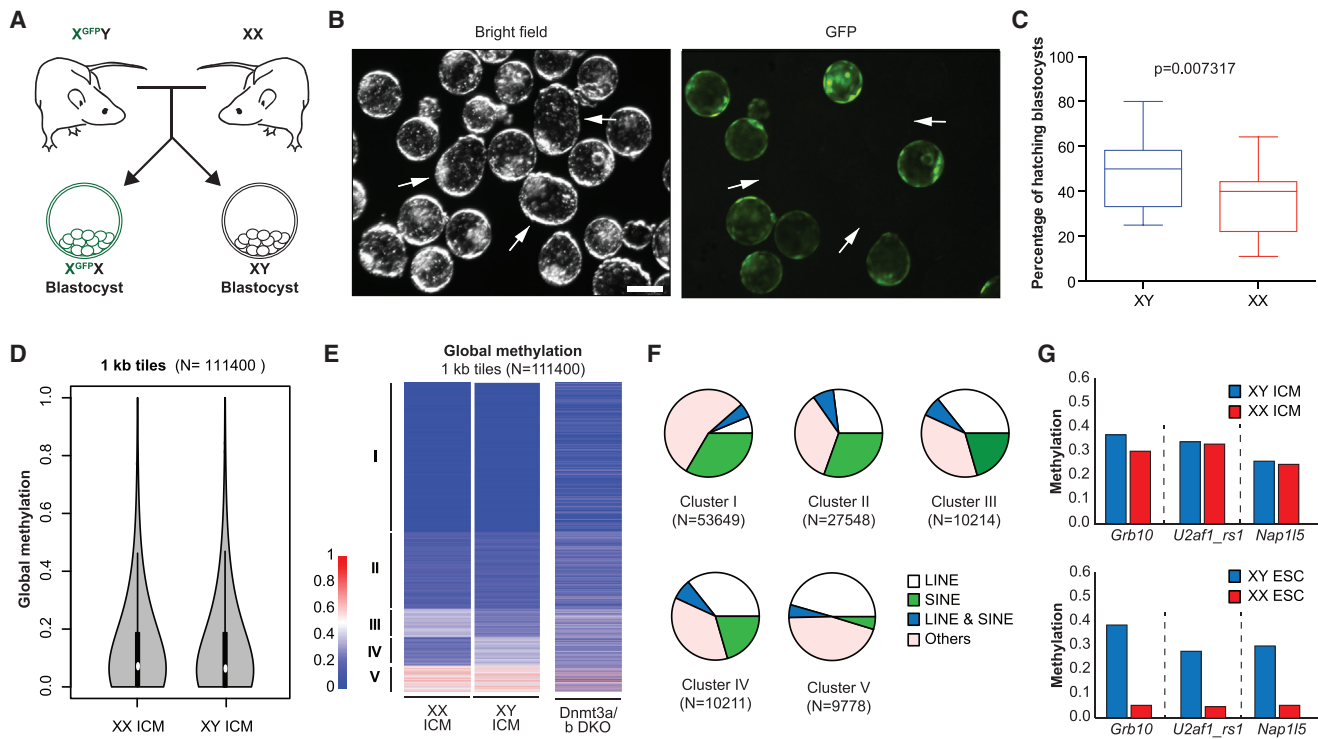 A
X^GFP Y
XX
X^GFP X
Blastocyst
XY
Blastocyst
B
Bright field
GFP
C
Percentage of hatching blastocysts
100
80
60
40
20
0
p=0.007317
XY
XX
D
1 kb tiles (N= 111400 )
Global methylation
1.0
0.8
0.6
0.4
0.2
0.0
XX ICM
XY ICM
E
Global methylation
1 kb tiles (N=111400)
I
II
III
IV
V
1
0.8
0.6
0.4
0.2
0
XX
ICM
XY
ICM
Dnmt3a/
b DKO
F
Cluster I
(N=53649)
Cluster II
(N=27548)
Cluster III
(N=10214)
Cluster IV
(N=10211)
Cluster V
(N=9778)
LINE
SINE
LINE & SINE
Others
G
Methylation
0.6
0.5
0.4
0.3
0.2
0.1
0.0
XY ICM
XX ICM
Grb10
U2af1_rs1
Nap1l5
Methylation
0.6
0.5
0.4
0.3
0.2
0.1
0.0
XY ESC
XX ESC
Grb10
U2af1_rs1
Nap1l5